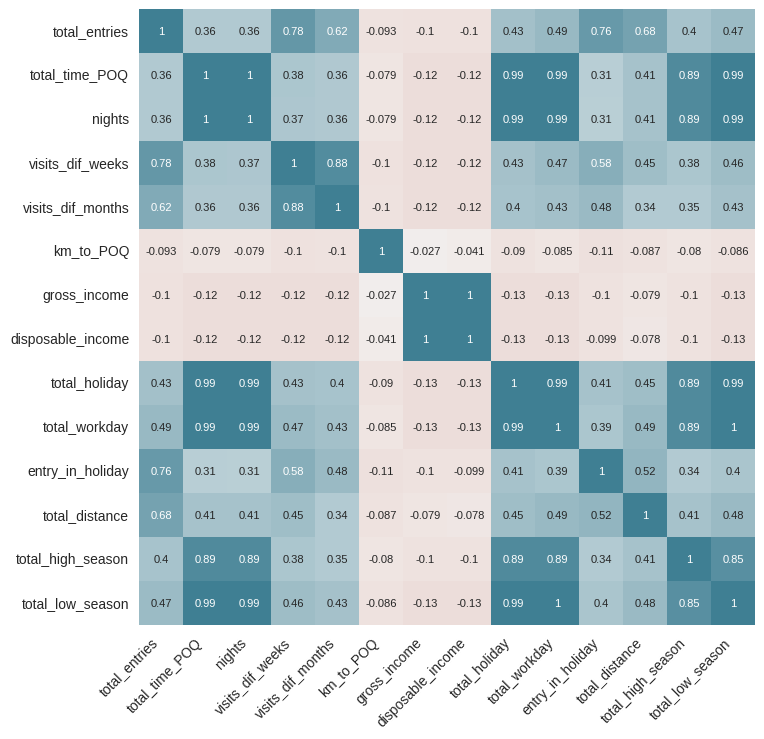 total_entries 1 0.36 0.36 0.78 0.62 -0.093 -0.1 -0.1 0.43 0.49 0.76 0.68 0.4 0.47
total_time_POQ 0.36 1 1 0.38 0.36 -0.079 -0.12 -0.12 0.99 0.99 0.31 0.41 0.89 0.99
nights 0.36 1 1 0.37 0.36 -0.079 -0.12 -0.12 0.99 0.99 0.31 0.41 0.89 0.99
visits_dif_weeks 0.78 0.38 0.37 1 0.88 -0.1 -0.12 -0.12 0.43 0.47 0.58 0.45 0.38 0.46
visits_dif_months 0.62 0.36 0.36 0.88 1 -0.1 -0.12 -0.12 0.4 0.43 0.48 0.34 0.35 0.43
km_to_POQ -0.093 -0.079 -0.079 -0.1 -0.1 1 -0.027 -0.041 -0.09 -0.085 -0.11 -0.087 -0.08 -0.086
gross_income -0.1 -0.12 -0.12 -0.12 -0.12 -0.027 1 1 -0.13 -0.13 -0.1 -0.079 -0.1 -0.13
disposable_income -0.1 -0.12 -0.12 -0.12 -0.12 -0.041 1 1 -0.13 -0.13 -0.099 -0.078 -0.1 -0.13
total_holiday 0.43 0.99 0.99 0.43 0.4 -0.09 -0.13 -0.13 1 0.99 0.41 0.45 0.89 0.99
total_workday 0.49 0.99 0.99 0.47 0.43 -0.085 -0.13 -0.13 0.99 1 0.39 0.49 0.89 1
entry_in_holiday 0.76 0.31 0.31 0.58 0.48 -0.11 -0.1 -0.099 0.41 0.39 1 0.52 0.34 0.4
total_distance 0.68 0.41 0.41 0.45 0.34 -0.087 -0.079 -0.078 0.45 0.49 0.52 1 0.41 0.48
total_high_season 0.4 0.89 0.89 0.38 0.35 -0.08 -0.1 -0.1 0.89 0.89 0.34 0.41 1 0.85
total_low_season 0.47 0.99 0.99 0.46 0.43 -0.086 -0.13 -0.13 0.99 1 0.4 0.48 0.85 1
total_entries total_time_POQ nights visits_dif_weeks visits_dif_months km_to_POQ gross_income disposable_income total_holiday total_workday entry_in_holiday total_distance total_high_season total_low_season